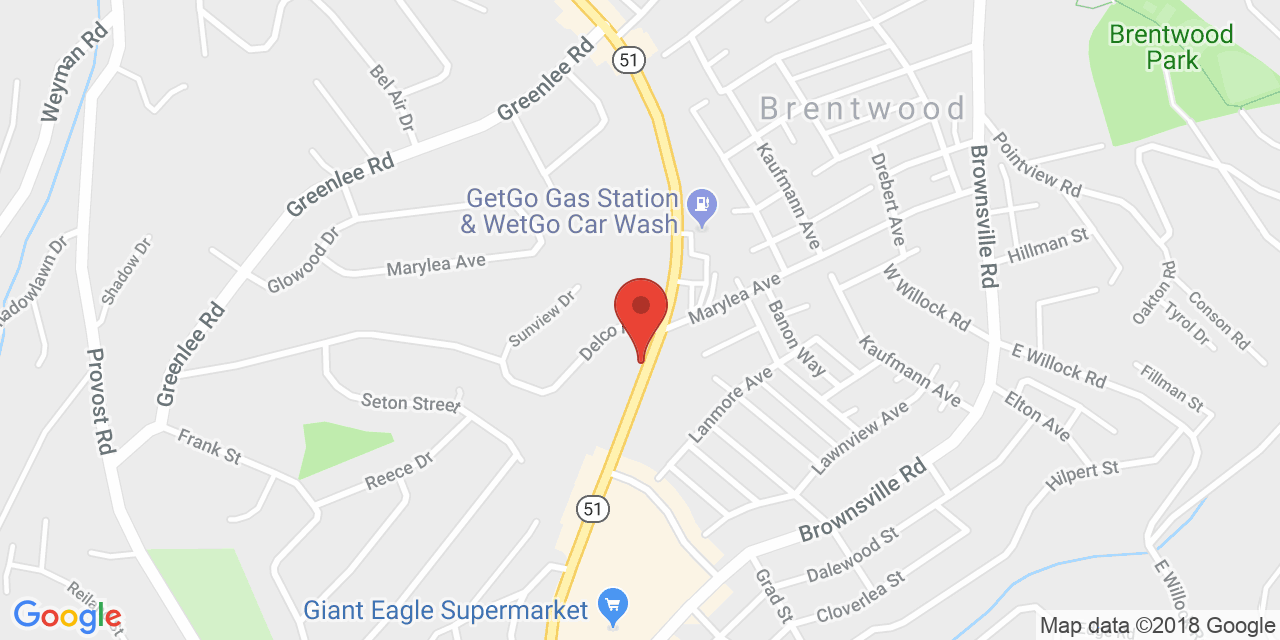 Weyman Rd
Bel Air Dr
Greenlee Rd
51
Brentwood
Brentwood
Park
Greenlee Rd
GetGo Gas Station
& WetGo Car Wash
Kaufmann Ave
Drebert Ave
Brownsville Rd
Pointview Rd
Hillman St
Glowood Dr
Marylea Ave
Shadow Dr
Sunview Dr
Delco
Marylea Ave
W Willock Rd
Oakton Rd
Conson Rd
Tyrol Dr
Greenlee Rd
Provost Rd
Banon Way
Kaufmann Ave
E Willock Rd
Fillman St
Seton Street
Lanmore Ave
Lawnview Ave
Elton Ave
Frank St
Reece Dr
Hilpert St
51
Brownsville Rd
Dalewood St
Grad St
Cloverlea St
Giant Eagle Supermarket
Google
Map data ©2018 Google